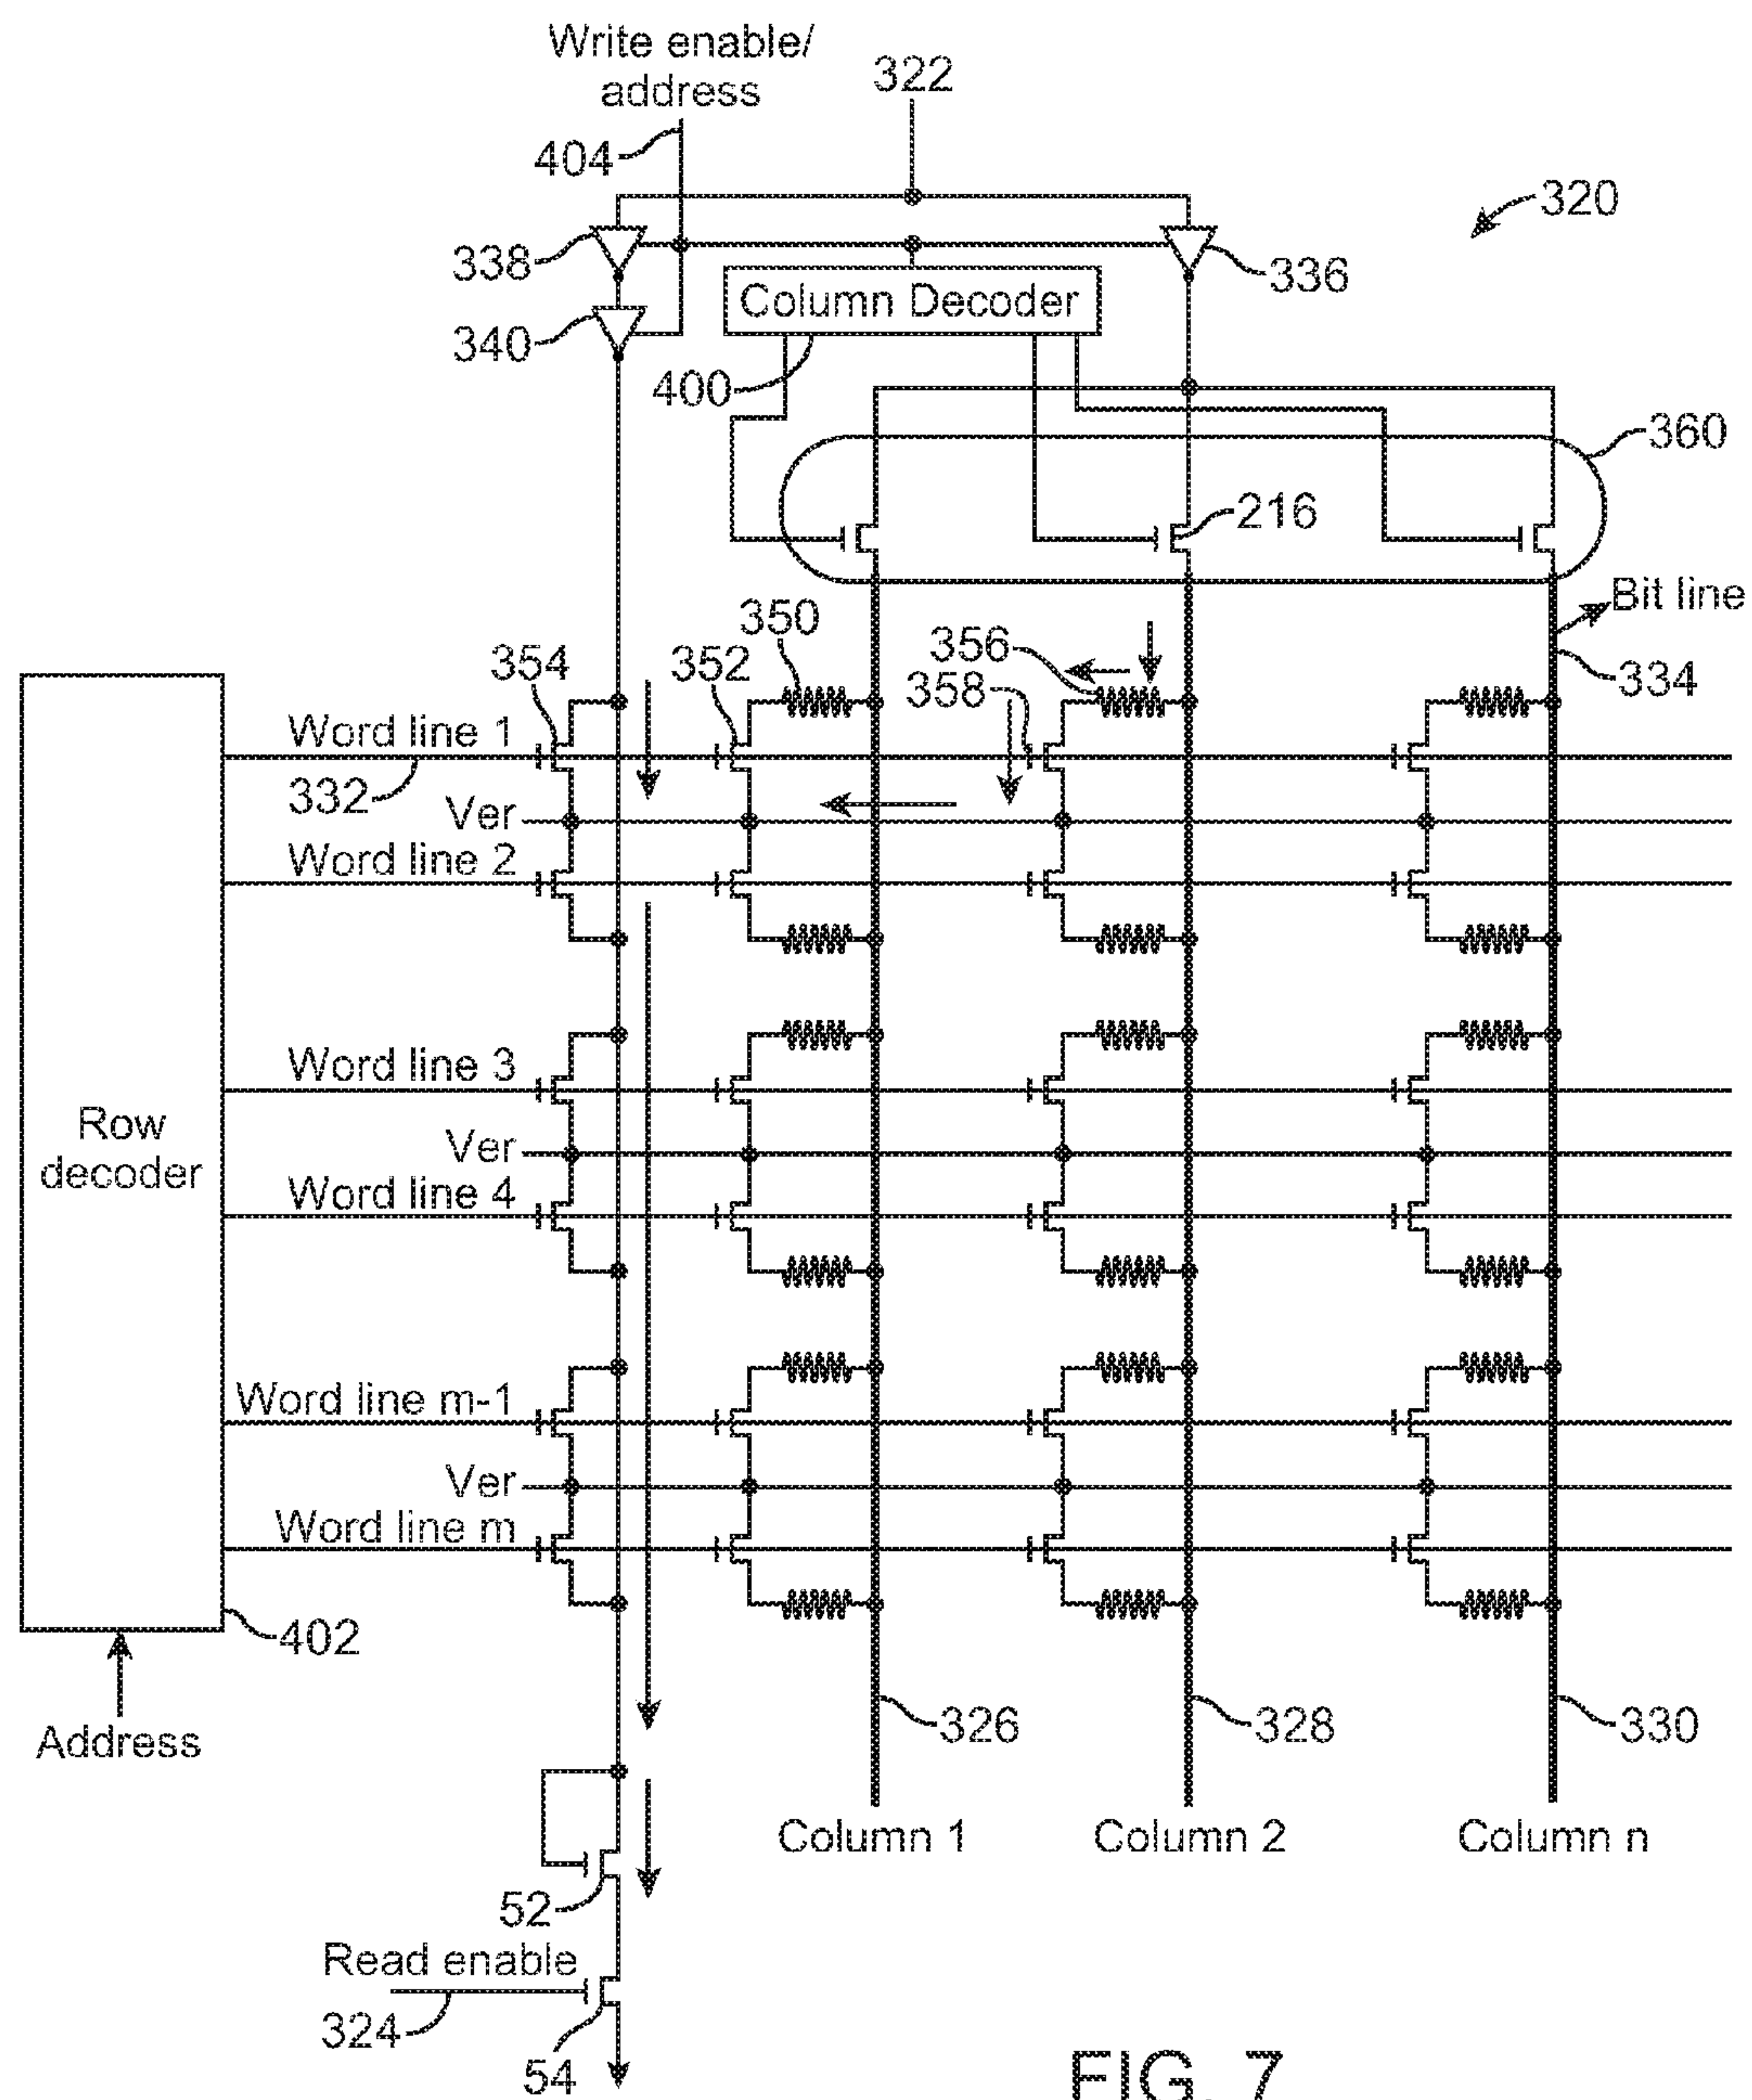 Write enable/
address
322
404
320
338
336
Column Decoder
340
400
360
216
Bit line
350
356
354
352
358
334
Word line 1
332
Ver
Word line 2
Word line 3
Row
decoder
Ver
Word line 4
Word line m-1
Ver
Word line m
402
Address
326
328
330
Column 1
Column 2
Column n
52
Read enable
324
54
FIG. 7